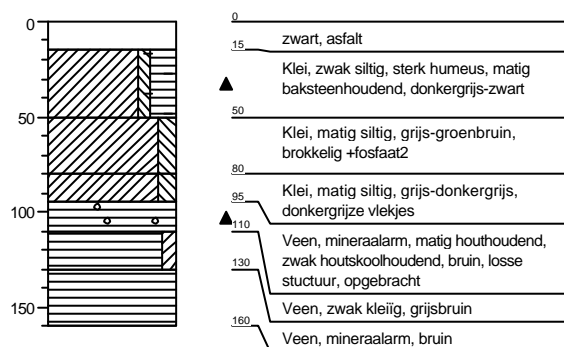 0
0
zwart, asfalt
15
Klei, zwak siltig, sterk humeus, matig
baksteenhoudend, donkergrijs-zwart
50
50
Klei, matig siltig, grijs-groenbruin,
brokkelig +fosfaat2
80
Klei, matig siltig, grijs-donkergrijs,
donkergrijze vlekjes
95
100
110
Veen, mineraalarm, matig houthoudend,
zwak houtskoolhoudend, bruin, losse
stuctuur, opgebracht
130
Veen, zwak kleiïg, grijsbruin
150
160
Veen, mineraalarm, bruin